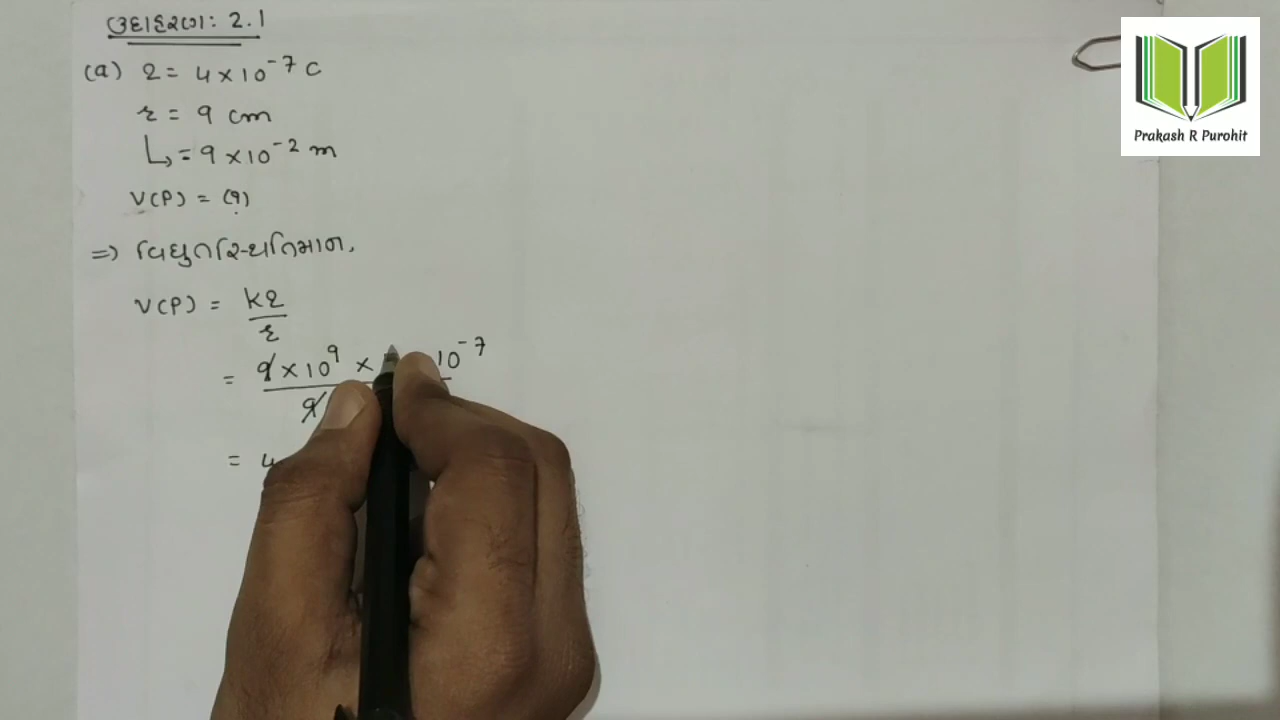 ઉદાહરણ: 2.1
(a) q = 4 × 10⁻⁷ C
r = 9 cm
↳ = 9 × 10⁻² m
V(P) = (?)
⇒ વિદ્યુતસ્થિતિમાન,
V(P) = kq
r
= 9 × 10⁹ × 10⁻⁷
9
= 4
Prakash R Purohit